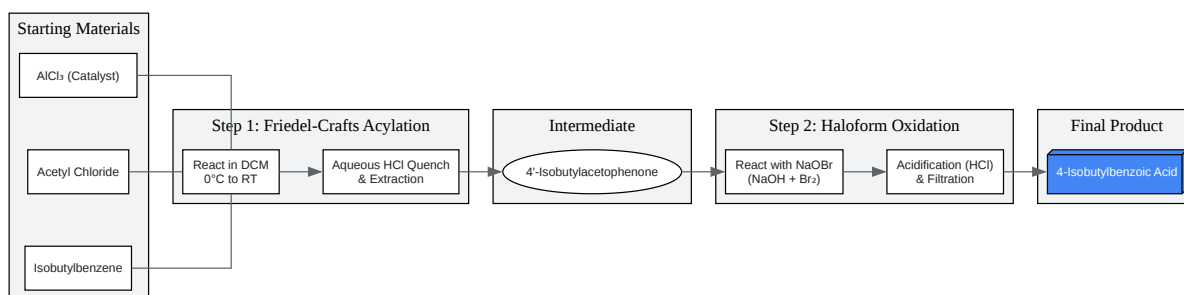 Starting Materials
AlCl₃ (Catalyst)
Acetyl Chloride
Isobutylbenzene
Step 1: Friedel-Crafts Acylation
React in DCM
0°C to RT
Aqueous HCl Quench
& Extraction
Intermediate
4'-Isobutylacetophenone
Step 2: Haloform Oxidation
React with NaOBr
(NaOH + Br₂)
Acidification (HCl)
& Filtration
Final Product
4-Isobutylbenzoic Acid